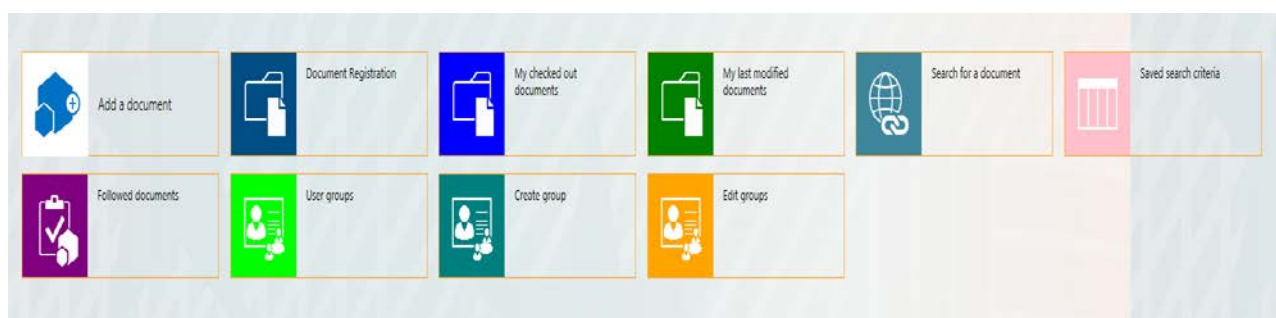 Add a document
Document Registration
My checked out
documents
My last modified
documents
Search for a document
Saved search criteria
Followed documents
User groups
Create group
Edit groups